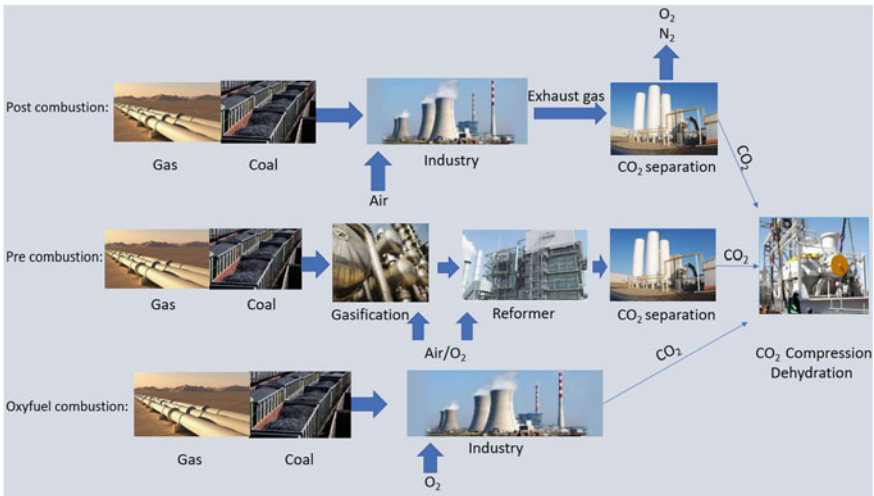 O₂
N₂
Post combustion:
Exhaust gas
Gas
Coal
Industry
CO₂ separation
CO₂
Air
Pre combustion:
CO₂
Gas
Coal
Gasification
Reformer
CO₂ separation
Air/O₂
CO₂
CO₂ Compression
Dehydration
Oxyfuel combustion:
Gas
Coal
Industry
O₂